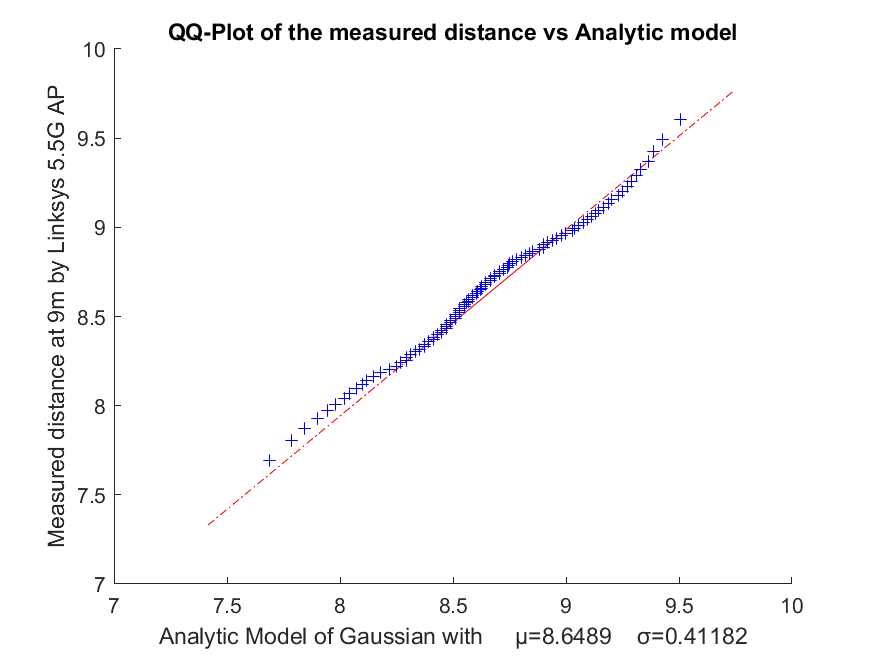 QQ-Plot of the measured distance vs Analytic model
Measured distance at 9m by Linksys 5.5G AP
10
9.5
9
8.5
8
7.5
7
7 7.5 8 8.5 9 9.5 10
Analytic Model of Gaussian with μ=8.6489 σ=0.41182